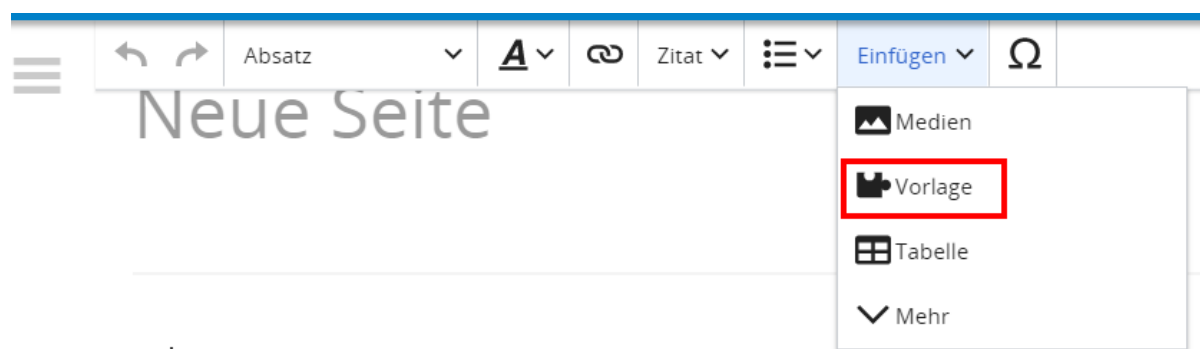 Absatz A Zitat Einfügen Ω
Neue Seite
Medien
Vorlage
Tabelle
Mehr